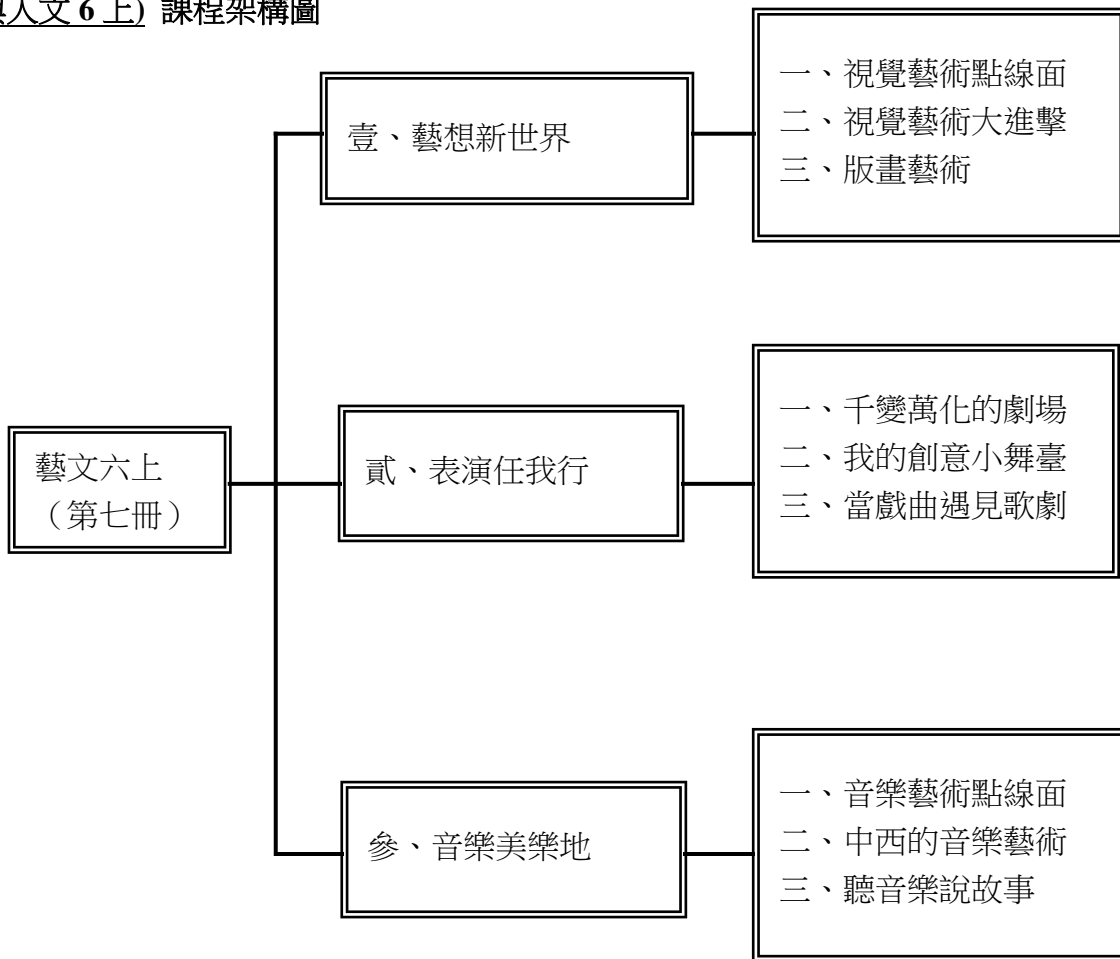 人文 6 上) 課程架構圖
藝文六上
（第七冊）
壹、藝想新世界
一、視覺藝術點線面
二、視覺藝術大進擊
三、版畫藝術
貳、表演任我行
一、千變萬化的劇場
二、我的創意小舞臺
三、當戲曲遇見歌劇
參、音樂美樂地
一、音樂藝術點線面
二、中西的音樂藝術
三、聽音樂說故事